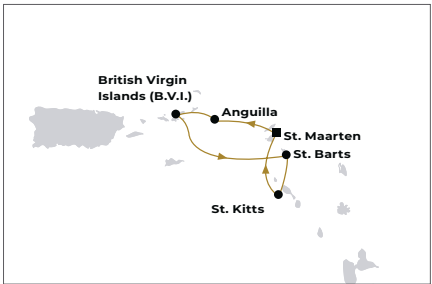 British Virgin
Islands (B.V.I.)
Anguilla
St. Maarten
St. Barts
St. Kitts